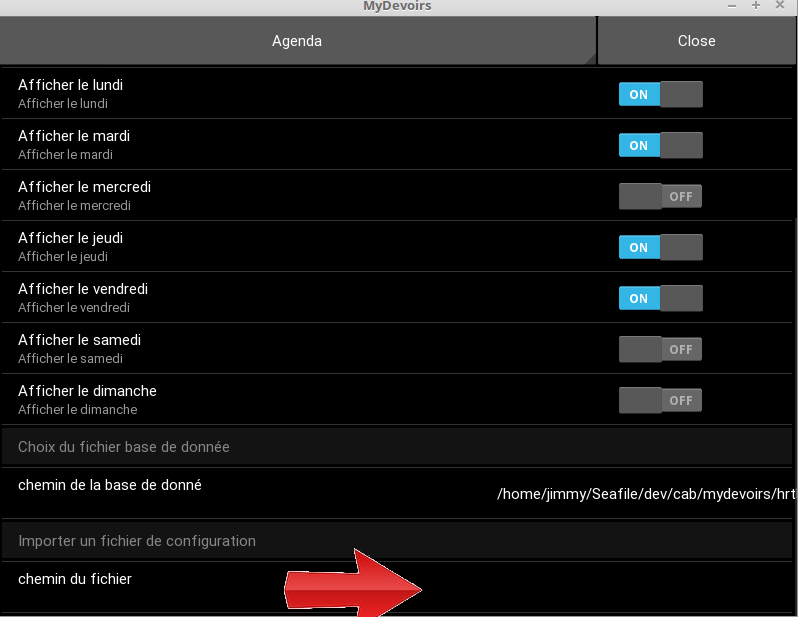 MyDevoirs
Agenda
Close
Afficher le lundi
Afficher le lundi
ON
Afficher le mardi
Afficher le mardi
ON
Afficher le mercredi
Afficher le mercredi
OFF
Afficher le jeudi
Afficher le jeudi
ON
Afficher le vendredi
Afficher le vendredi
ON
Afficher le samedi
Afficher le samedi
OFF
Afficher le dimanche
Afficher le dimanche
OFF
Choix du fichier base de donnée
chemin de la base de donné
/home/jimmy/Seafile/dev/cab/mydevoirs/hrt
Importer un fichier de configuration
chemin du fichier